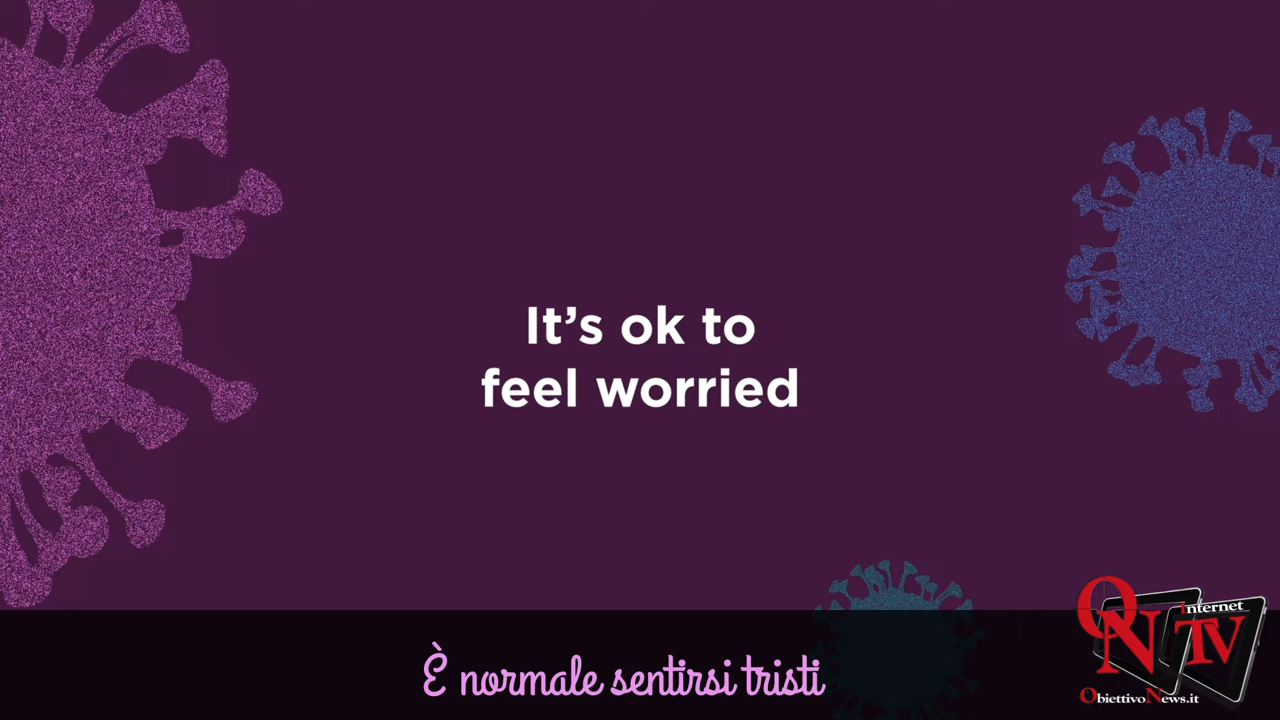 It's ok to
feel worried
È normale sentirsi tristi
ON
Internet
TV
ObiettivoNews.it